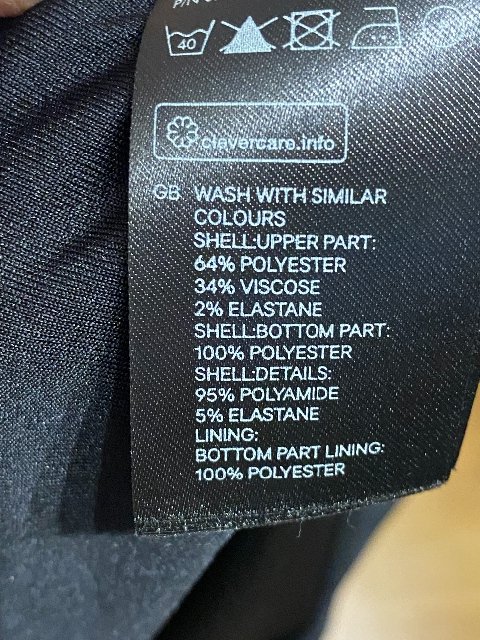 40
clevercare.info
GB WASH WITH SIMILAR
COLOURS
SHELL:UPPER PART:
64% POLYESTER
34% VISCOSE
2% ELASTANE
SHELL:BOTTOM PART:
100% POLYESTER
SHELL:DETAILS:
95% POLYAMIDE
5% ELASTANE
LINING:
BOTTOM PART LINING:
100% POLYESTER